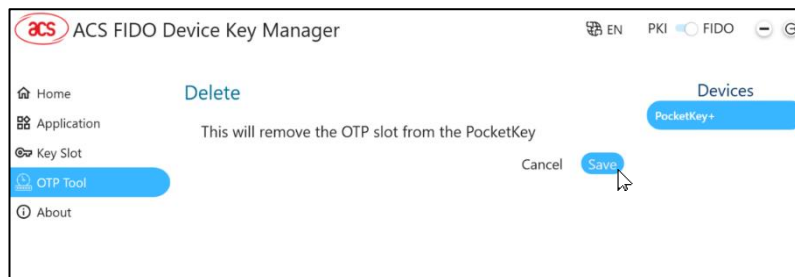 acs ACS FIDO Device Key Manager EN PKI FIDO
Home
Application
Key Slot
OTP Tool
About
Delete
This will remove the OTP slot from the PocketKey
Cancel Save
Devices
PocketKey+